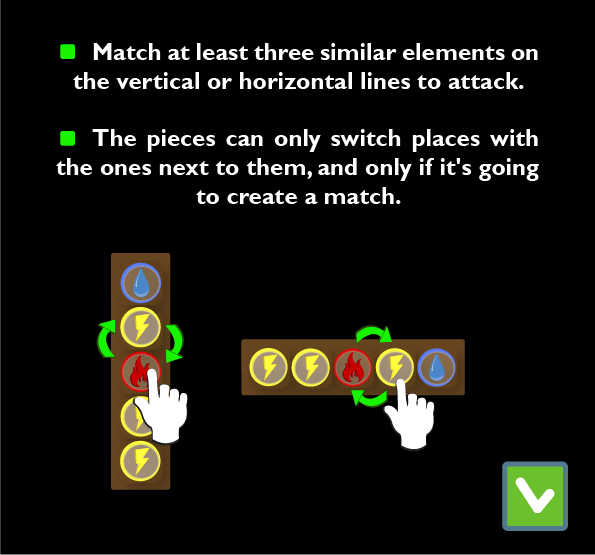 Match at least three similar elements on
the vertical or horizontal lines to attack.
The pieces can only switch places with
the ones next to them, and only if it's going
to create a match.